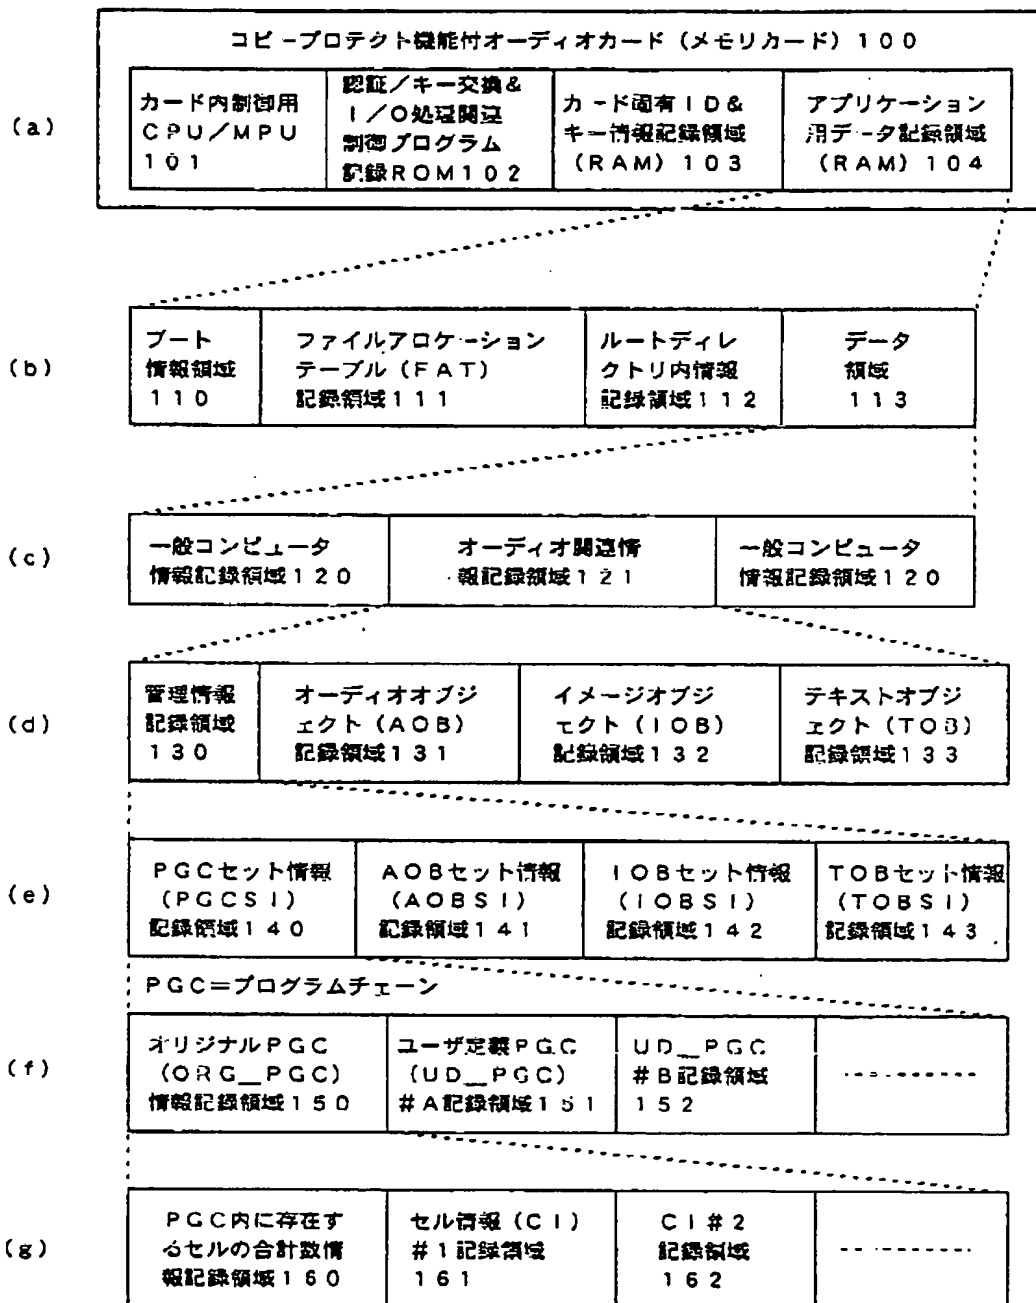 コピープロテクト機能付オーディオカード（メモリカード）１００
(a)
カード内制御用
ＣＰＵ／ＭＰＵ
１０１
認証／キー交換＆
Ｉ／Ｏ処理関連
制御プログラム
記録ＲＯＭ１０２
カード固有ＩＤ＆
キー情報記録領域
（ＲＡＭ）１０３
アプリケーション
用データ記録領域
（ＲＡＭ）１０４
(b)
ブート
情報領域
１１０
ファイルアロケーション
テーブル（ＦＡＴ）
記録領域１１１
ルートディレ
クトリ内情報
記録領域１１２
データ
領域
１１３
(c)
一般コンピュータ
情報記録領域120
オーディオ関連情
報記録領域１２１
一般コンピュータ
情報記録領域120
(d)
管理情報
記録領域
１３０
オーディオオブジ
ェクト（ＡＯＢ）
記録領域１３１
イメージオブジ
ェクト（ＩＯＢ）
記録領域１３２
テキストオブジ
ェクト（ＴＯＢ）
記録領域１３３
(e)
ＰＧＣセット情報
（ＰＧＣＳＩ）
記録領域１４０
ＡＯＢセット情報
（ＡＯＢＳＩ）
記録領域１４１
ＩＯＢセット情報
（ＩＯＢＳＩ）
記録領域１４２
ＴＯＢセット情報
（ＴＯＢＳＩ）
記録領域１４３
ＰＧＣ＝プログラムチェーン
(f)
オリジナルＰＧＣ
（ＯＲＧ＿ＰＧＣ）
情報記録領域１５０
ユーザ定義ＰＧＣ
（ＵＤ＿ＰＧＣ）
＃Ａ記録領域１５１
ＵＤ＿ＰＧＣ
＃Ｂ記録領域
１５２
(g)
ＰＧＣ内に存在す
るセルの合計数情
報記録領域１６０
セル情報（ＣＩ）
＃１記録領域
１６１
ＣＩ＃２
記録領域
１６２